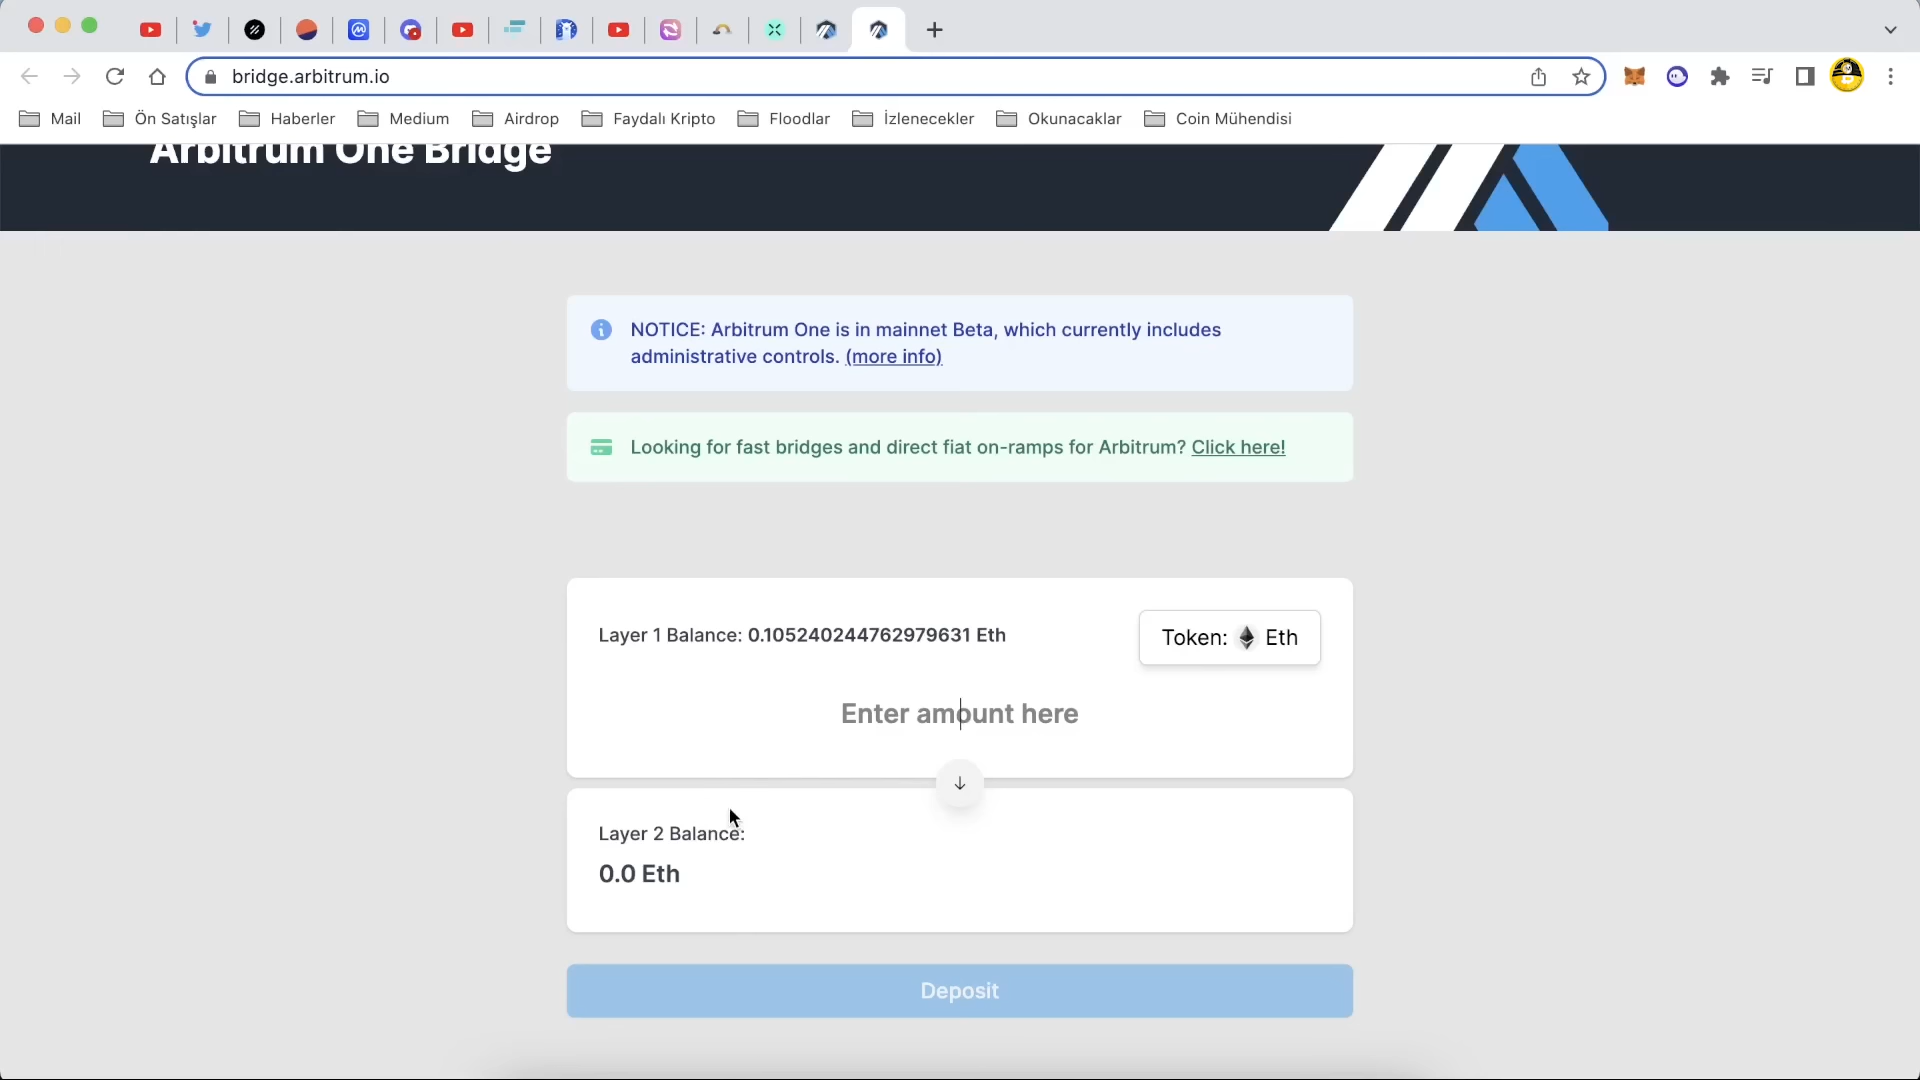 bridge.arbitrum.io
Mail
Ön Satışlar
Haberler
Medium
Airdrop
Faydalı Kripto
Floodlar
İzlenecekler
Okunacaklar
Coin Mühendisi
Arbitrum One Bridge
NOTICE: Arbitrum One is in mainnet Beta, which currently includes
administrative controls. (more info)
Looking for fast bridges and direct fiat on-ramps for Arbitrum? Click here!
Layer 1 Balance: 0.105240244762979631 Eth
Token: Eth
Enter amount here
Layer 2 Balance:
0.0 Eth
Deposit